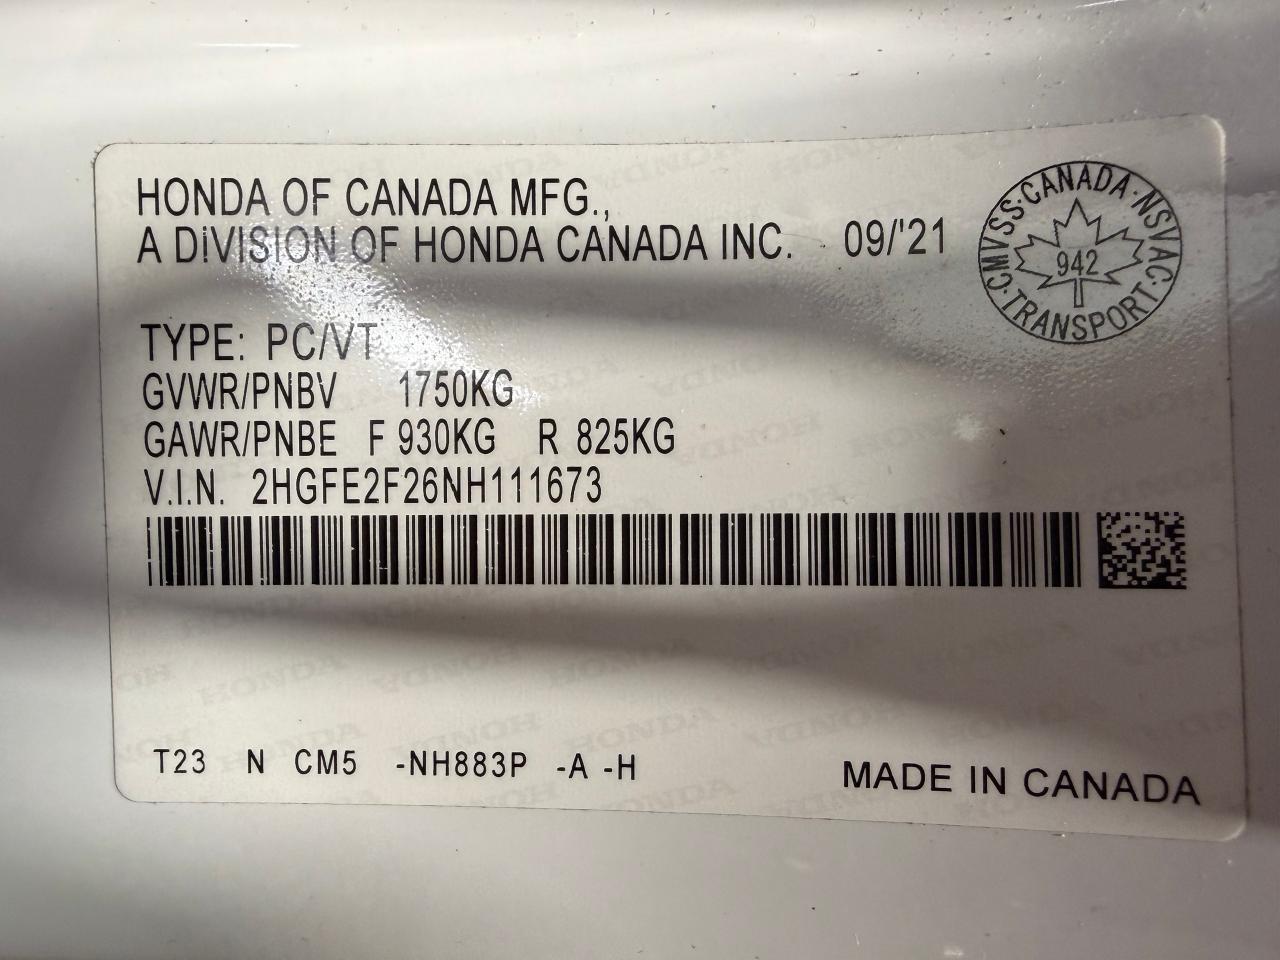 HONDA OF CANADA MFG.,
A DIVISION OF HONDA CANADA INC. 09/'21
CMVSS·CANADA·NSVAC·TRANSPORT·
942
TYPE: PC/VT
GVWR/PNBV 1750KG
GAWR/PNBE F 930KG R 825KG
V.I.N. 2HGFE2F26NH111673
T23 N CM5 -NH883P -A -H
MADE IN CANADA